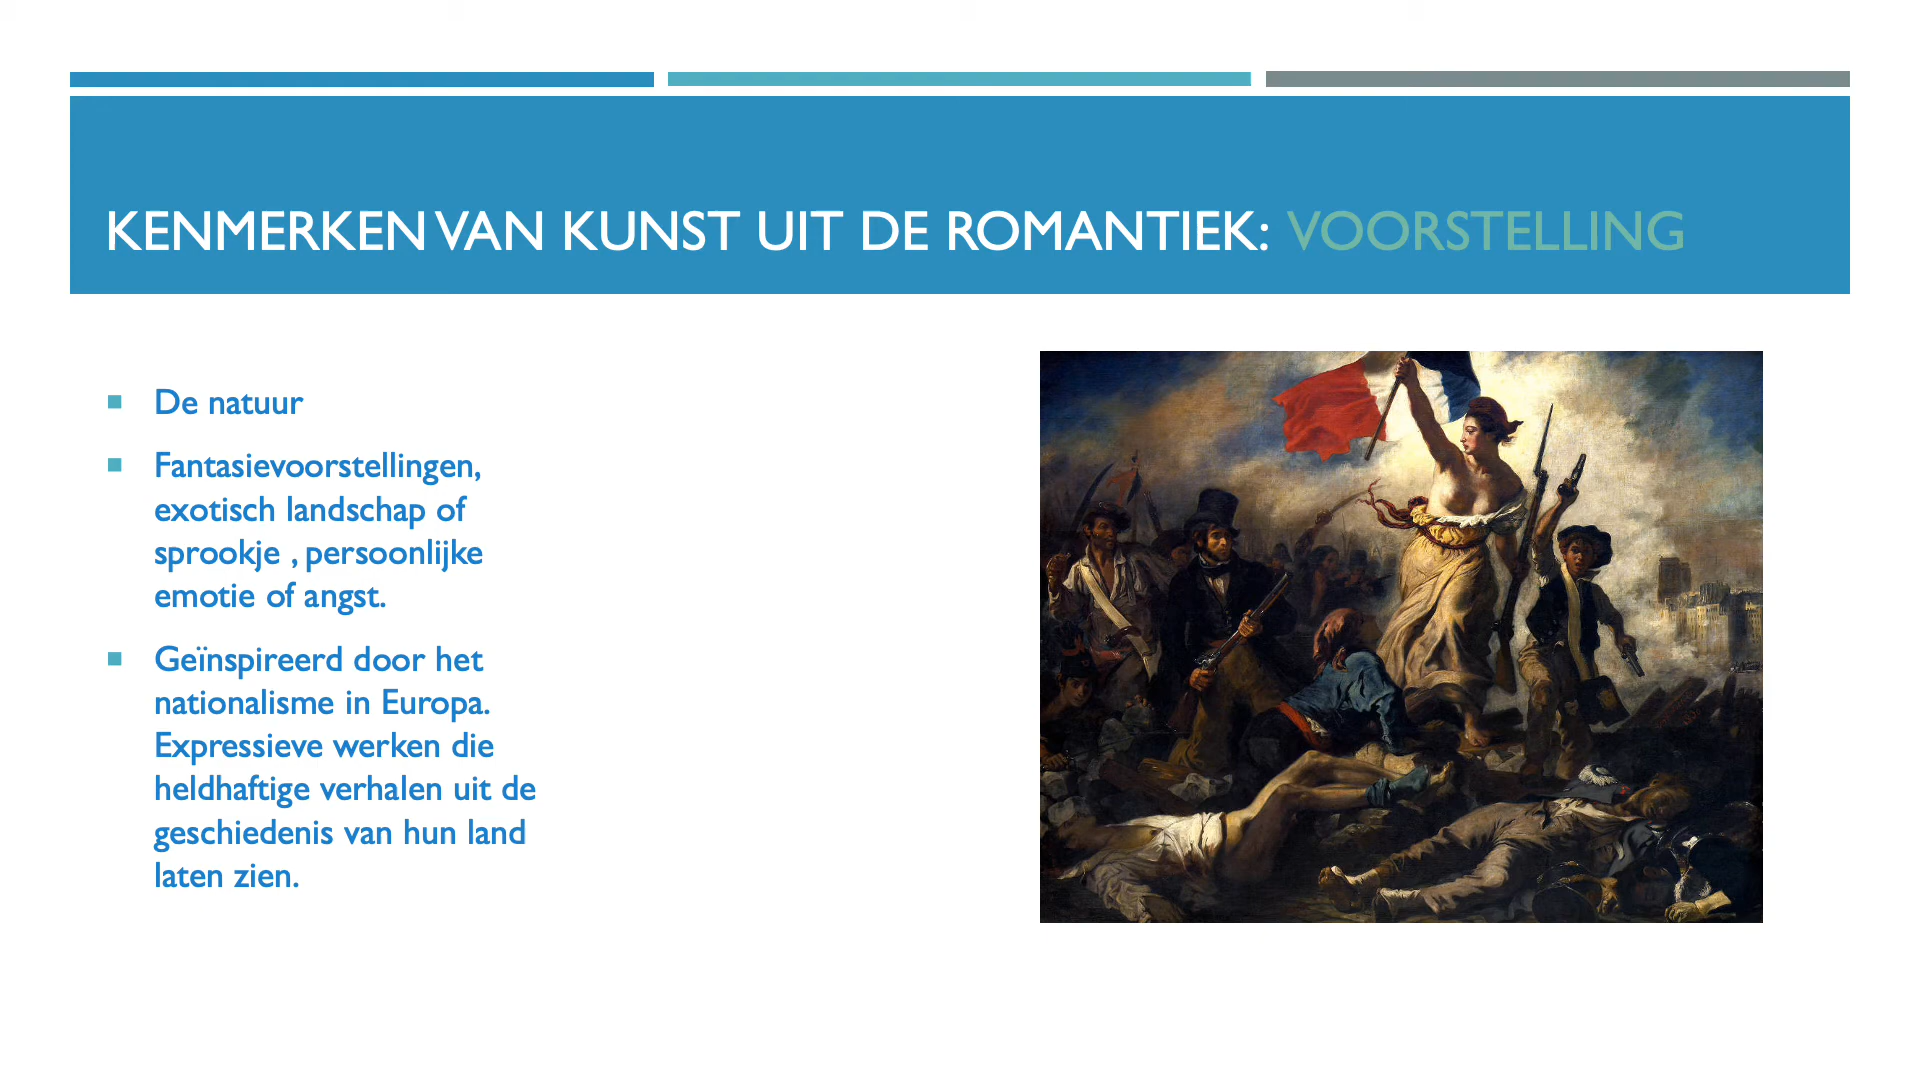 KENMERKEN VAN KUNST UIT DE ROMANTIEK: VOORSTELLING
De natuur
Fantasievoorstellingen,
exotisch landschap of
sprookje , persoonlijke
emotie of angst.
Geïnspireerd door het
nationalisme in Europa.
Expressieve werken die
heldhaftige verhalen uit de
geschiedenis van hun land
laten zien.